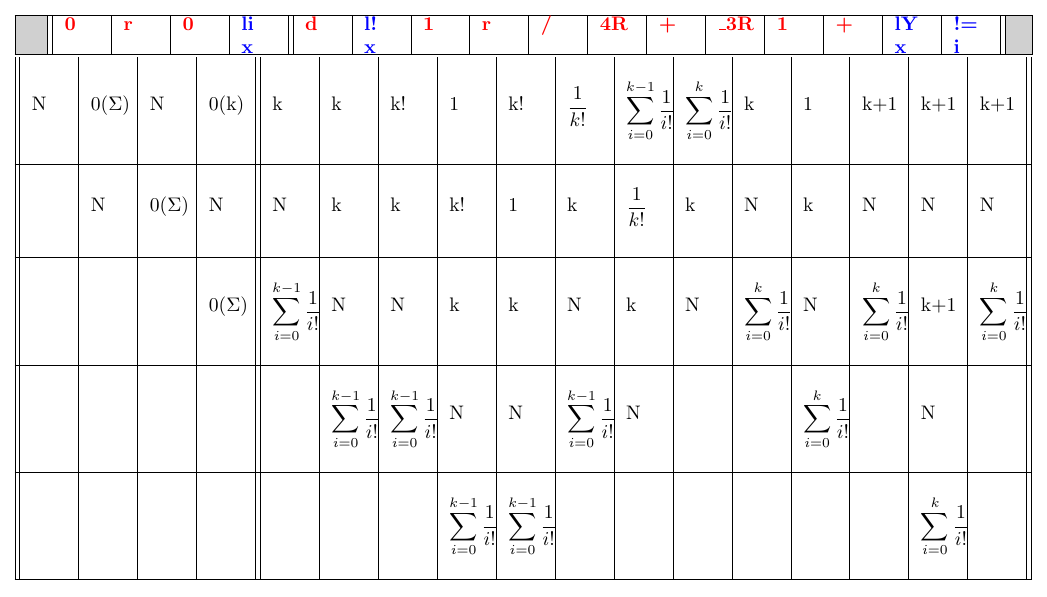 0 r 0 li x d l! x 1 r / 4R + _3R 1 + lY x != i
N 0(Σ) N 0(k) k k k! 1 k! \frac{1}{k!} \sum_{i=0}^{k-1}\frac{1}{i!} \sum_{i=0}^{k}\frac{1}{i!} k 1 k+1 k+1 k+1
N 0(Σ) N N k k k! 1 k \frac{1}{k!} k N k N N N
0(Σ) \sum_{i=0}^{k-1}\frac{1}{i!} N N k k N k N \sum_{i=0}^{k}\frac{1}{i!} N \sum_{i=0}^{k}\frac{1}{i!} k+1 \sum_{i=0}^{k}\frac{1}{i!}
\sum_{i=0}^{k-1}\frac{1}{i!} \sum_{i=0}^{k-1}\frac{1}{i!} N N \sum_{i=0}^{k-1}\frac{1}{i!} N \sum_{i=0}^{k}\frac{1}{i!} N
\sum_{i=0}^{k-1}\frac{1}{i!} \sum_{i=0}^{k-1}\frac{1}{i!} \sum_{i=0}^{k}\frac{1}{i!}